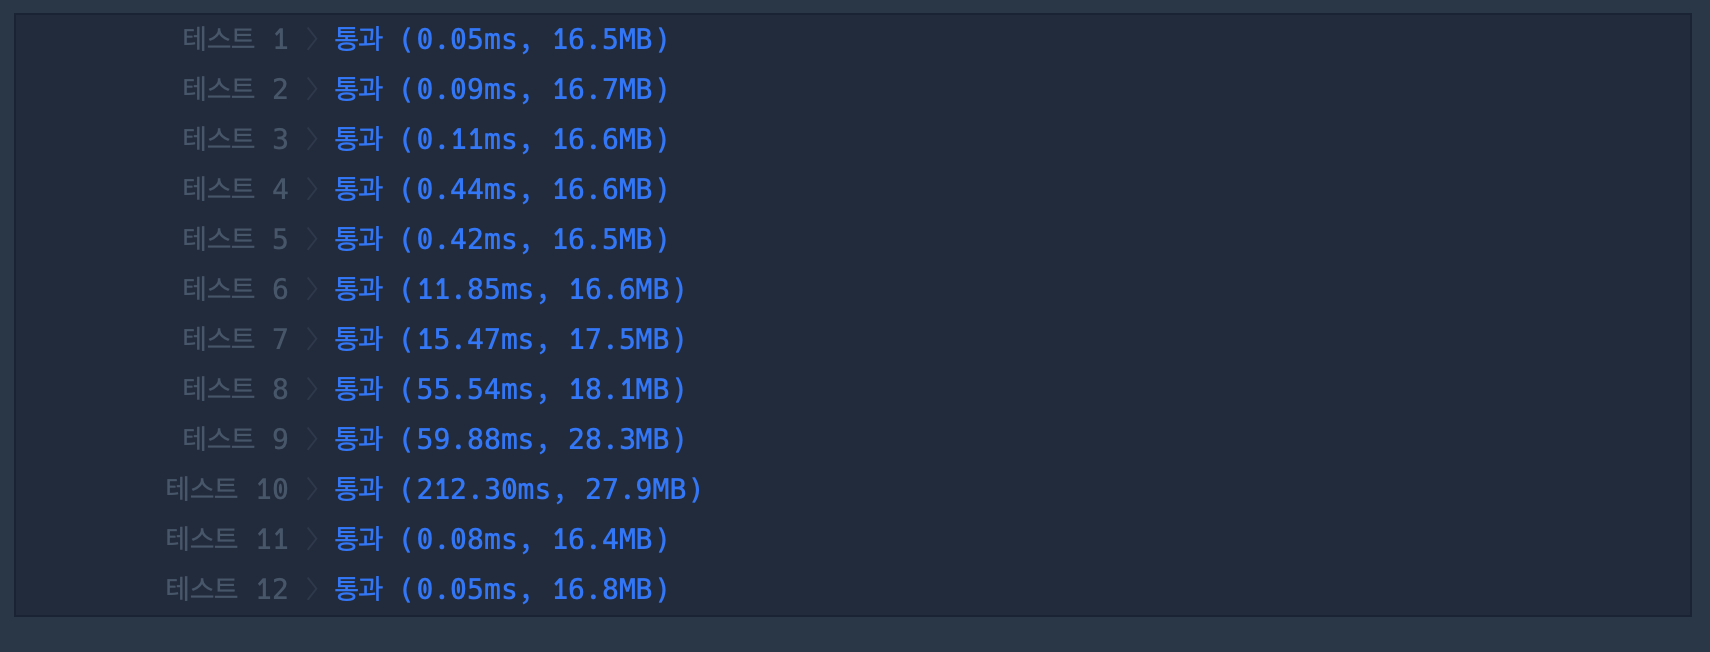 테스트 1 〉 통과 (0.05ms, 16.5MB)
테스트 2 〉 통과 (0.09ms, 16.7MB)
테스트 3 〉 통과 (0.11ms, 16.6MB)
테스트 4 〉 통과 (0.44ms, 16.6MB)
테스트 5 〉 통과 (0.42ms, 16.5MB)
테스트 6 〉 통과 (11.85ms, 16.6MB)
테스트 7 〉 통과 (15.47ms, 17.5MB)
테스트 8 〉 통과 (55.54ms, 18.1MB)
테스트 9 〉 통과 (59.88ms, 28.3MB)
테스트 10 〉 통과 (212.30ms, 27.9MB)
테스트 11 〉 통과 (0.08ms, 16.4MB)
테스트 12 〉 통과 (0.05ms, 16.8MB)